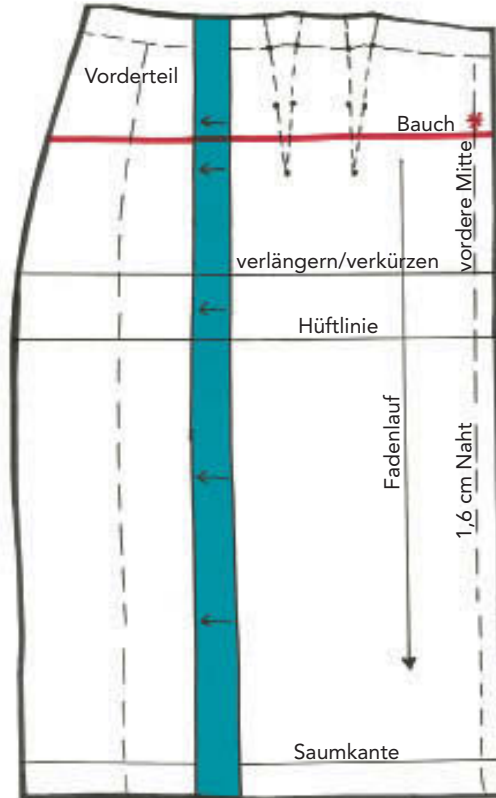 Vorderteil
Bauch
vordere Mitte
verlängern/verkürzen
Hüftlinie
Fadenlauf
1,6 cm Naht
Saumkante